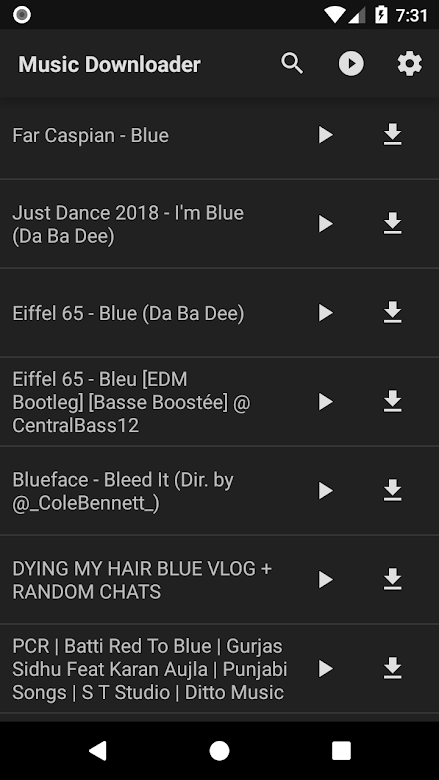 7:31
Music Downloader
Far Caspian - Blue
Just Dance 2018 - I'm Blue
(Da Ba Dee)
Eiffel 65 - Blue (Da Ba Dee)
Eiffel 65 - Bleu [EDM
Bootleg] [Basse Boostée] @
CentralBass12
Blueface - Bleed It (Dir. by
@_ColeBennett_)
DYING MY HAIR BLUE VLOG +
RANDOM CHATS
PCR | Batti Red To Blue | Gurjas
Sidhu Feat Karan Aujla | Punjabi
Songs | S T Studio | Ditto Music